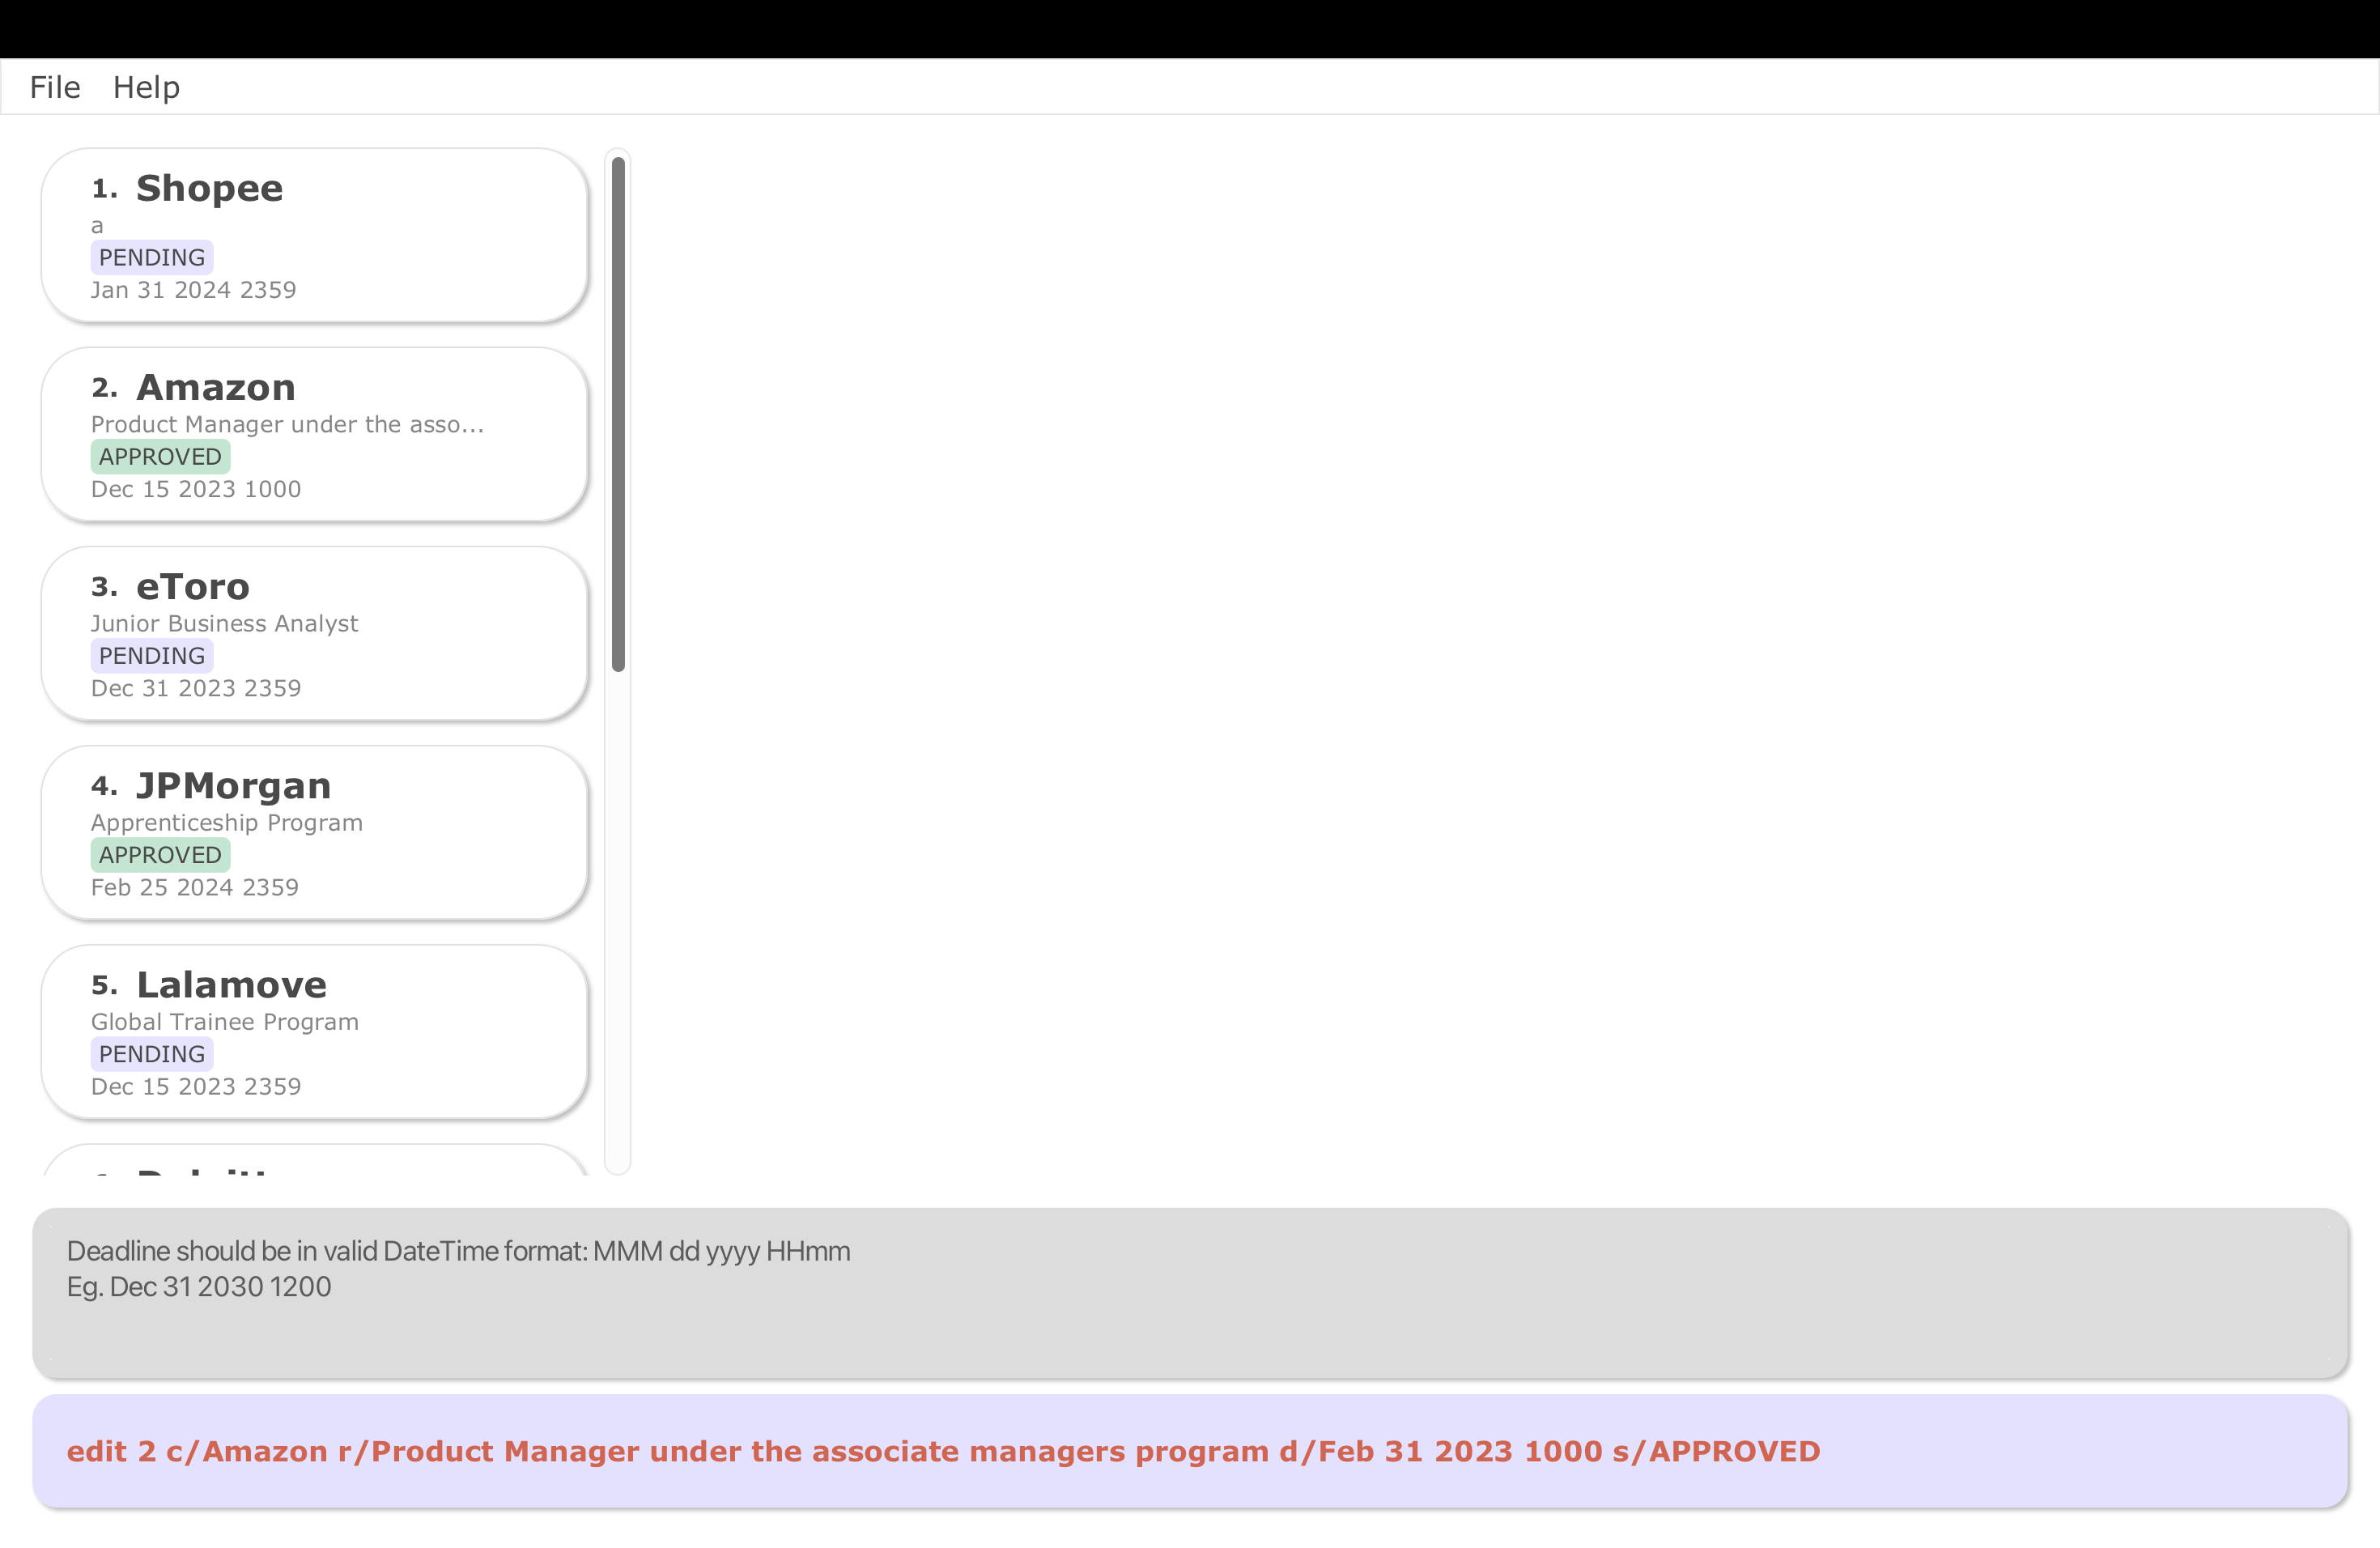 File Help
1. Shopee
a
PENDING
Jan 31 2024 2359
2. Amazon
Product Manager under the asso...
APPROVED
Dec 15 2023 1000
3. eToro
Junior Business Analyst
PENDING
Dec 31 2023 2359
4. JPMorgan
Apprenticeship Program
APPROVED
Feb 25 2024 2359
5. Lalamove
Global Trainee Program
PENDING
Dec 15 2023 2359
Deadline should be in valid DateTime format: MMM dd yyyy HHmm
Eg. Dec 31 2030 1200
edit 2 c/Amazon r/Product Manager under the associate managers program d/Feb 31 2023 1000 s/APPROVED